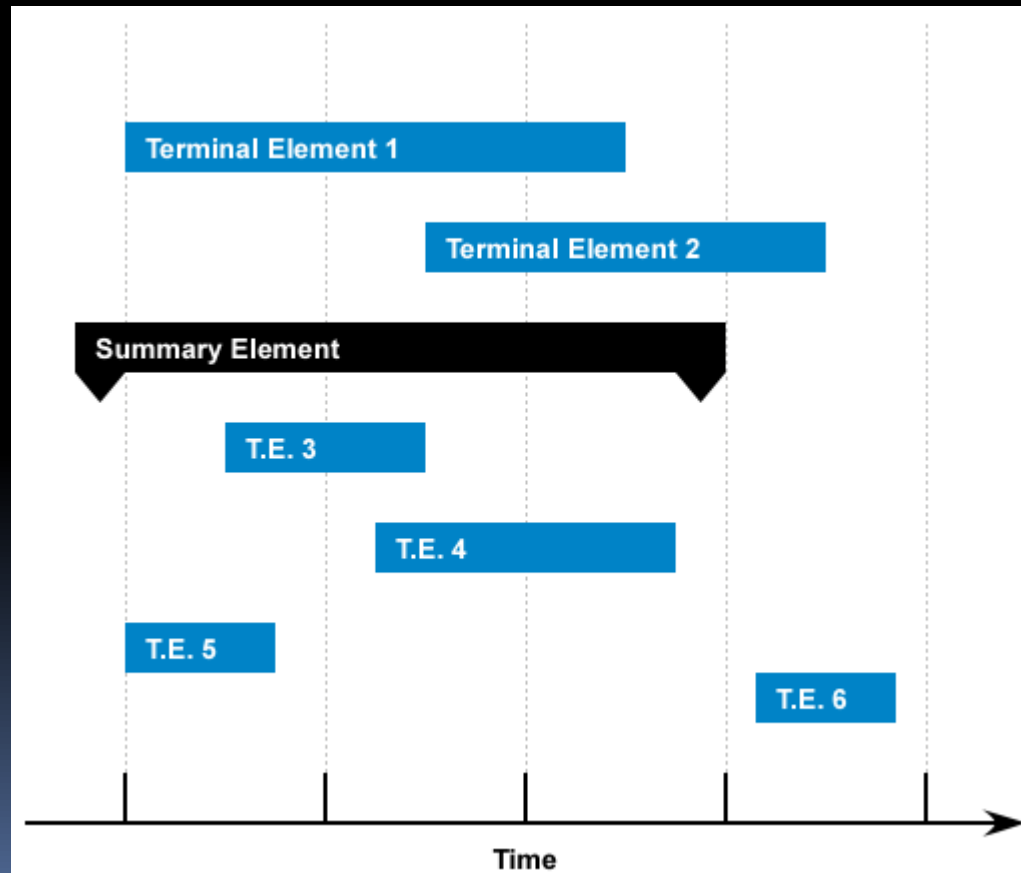 Terminal Element 1
Terminal Element 2
Summary Element
T.E. 3
T.E. 4
T.E. 5
T.E. 6
Time